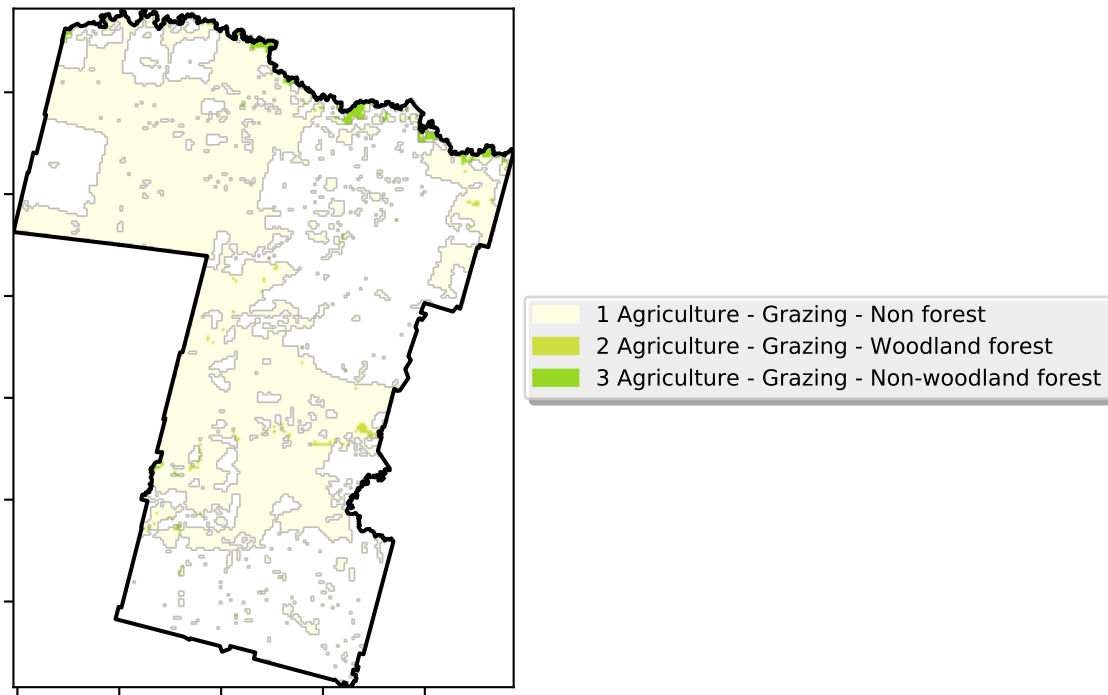 1 Agriculture - Grazing - Non forest
2 Agriculture - Grazing - Woodland forest
3 Agriculture - Grazing - Non-woodland forest